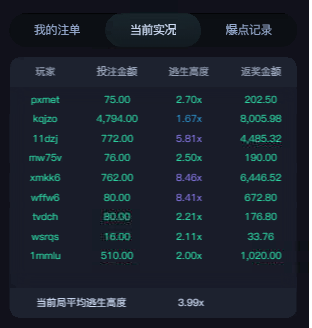 我的注单 当前实况 爆点记录
玩家 投注金额 逃生高度 返奖金额
pxmet 75.00 2.70x 202.50
kqjzo 4,794.00 1.67x 8,005.98
11dzj 772.00 5.81x 4,485.32
mw75v 76.00 2.50x 190.00
xmkk6 762.00 8.46x 6,446.52
wffw6 80.00 8.41x 672.80
tvdch 80.00 2.21x 176.80
wsrqs 16.00 2.11x 33.76
1mmlu 510.00 2.00x 1,020.00
当前局平均逃生高度 3.99x